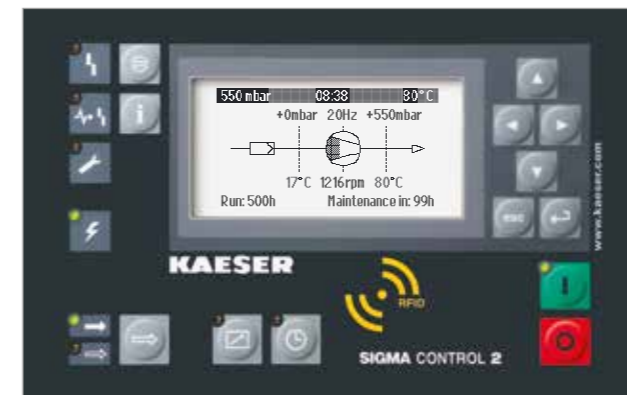 550 mbar 08:38 80°C
+0mbar 20Hz +550mbar
17°C 1216rpm 80°C
Run: 500h Maintenance in: 99h
esc
www.kaeser.com
KAESER
RFID
SIGMA CONTROL 2